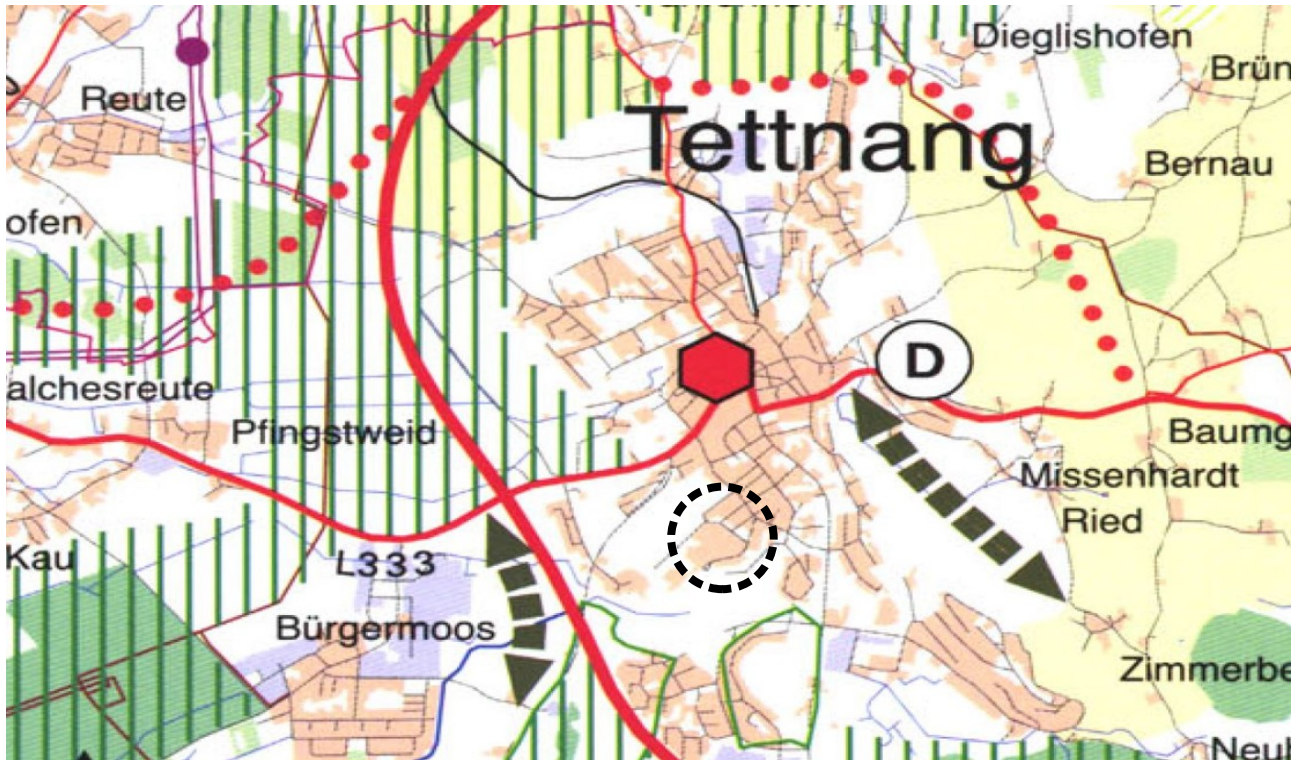 Dieglishofen
Brün
Reute
Tettnang
Bernau
ofen
D
alchesreute
Pfingstweid
Baumg
Missenhardt
Ried
Kau
L333
Bürgermoos
Zimmerbe
Neub